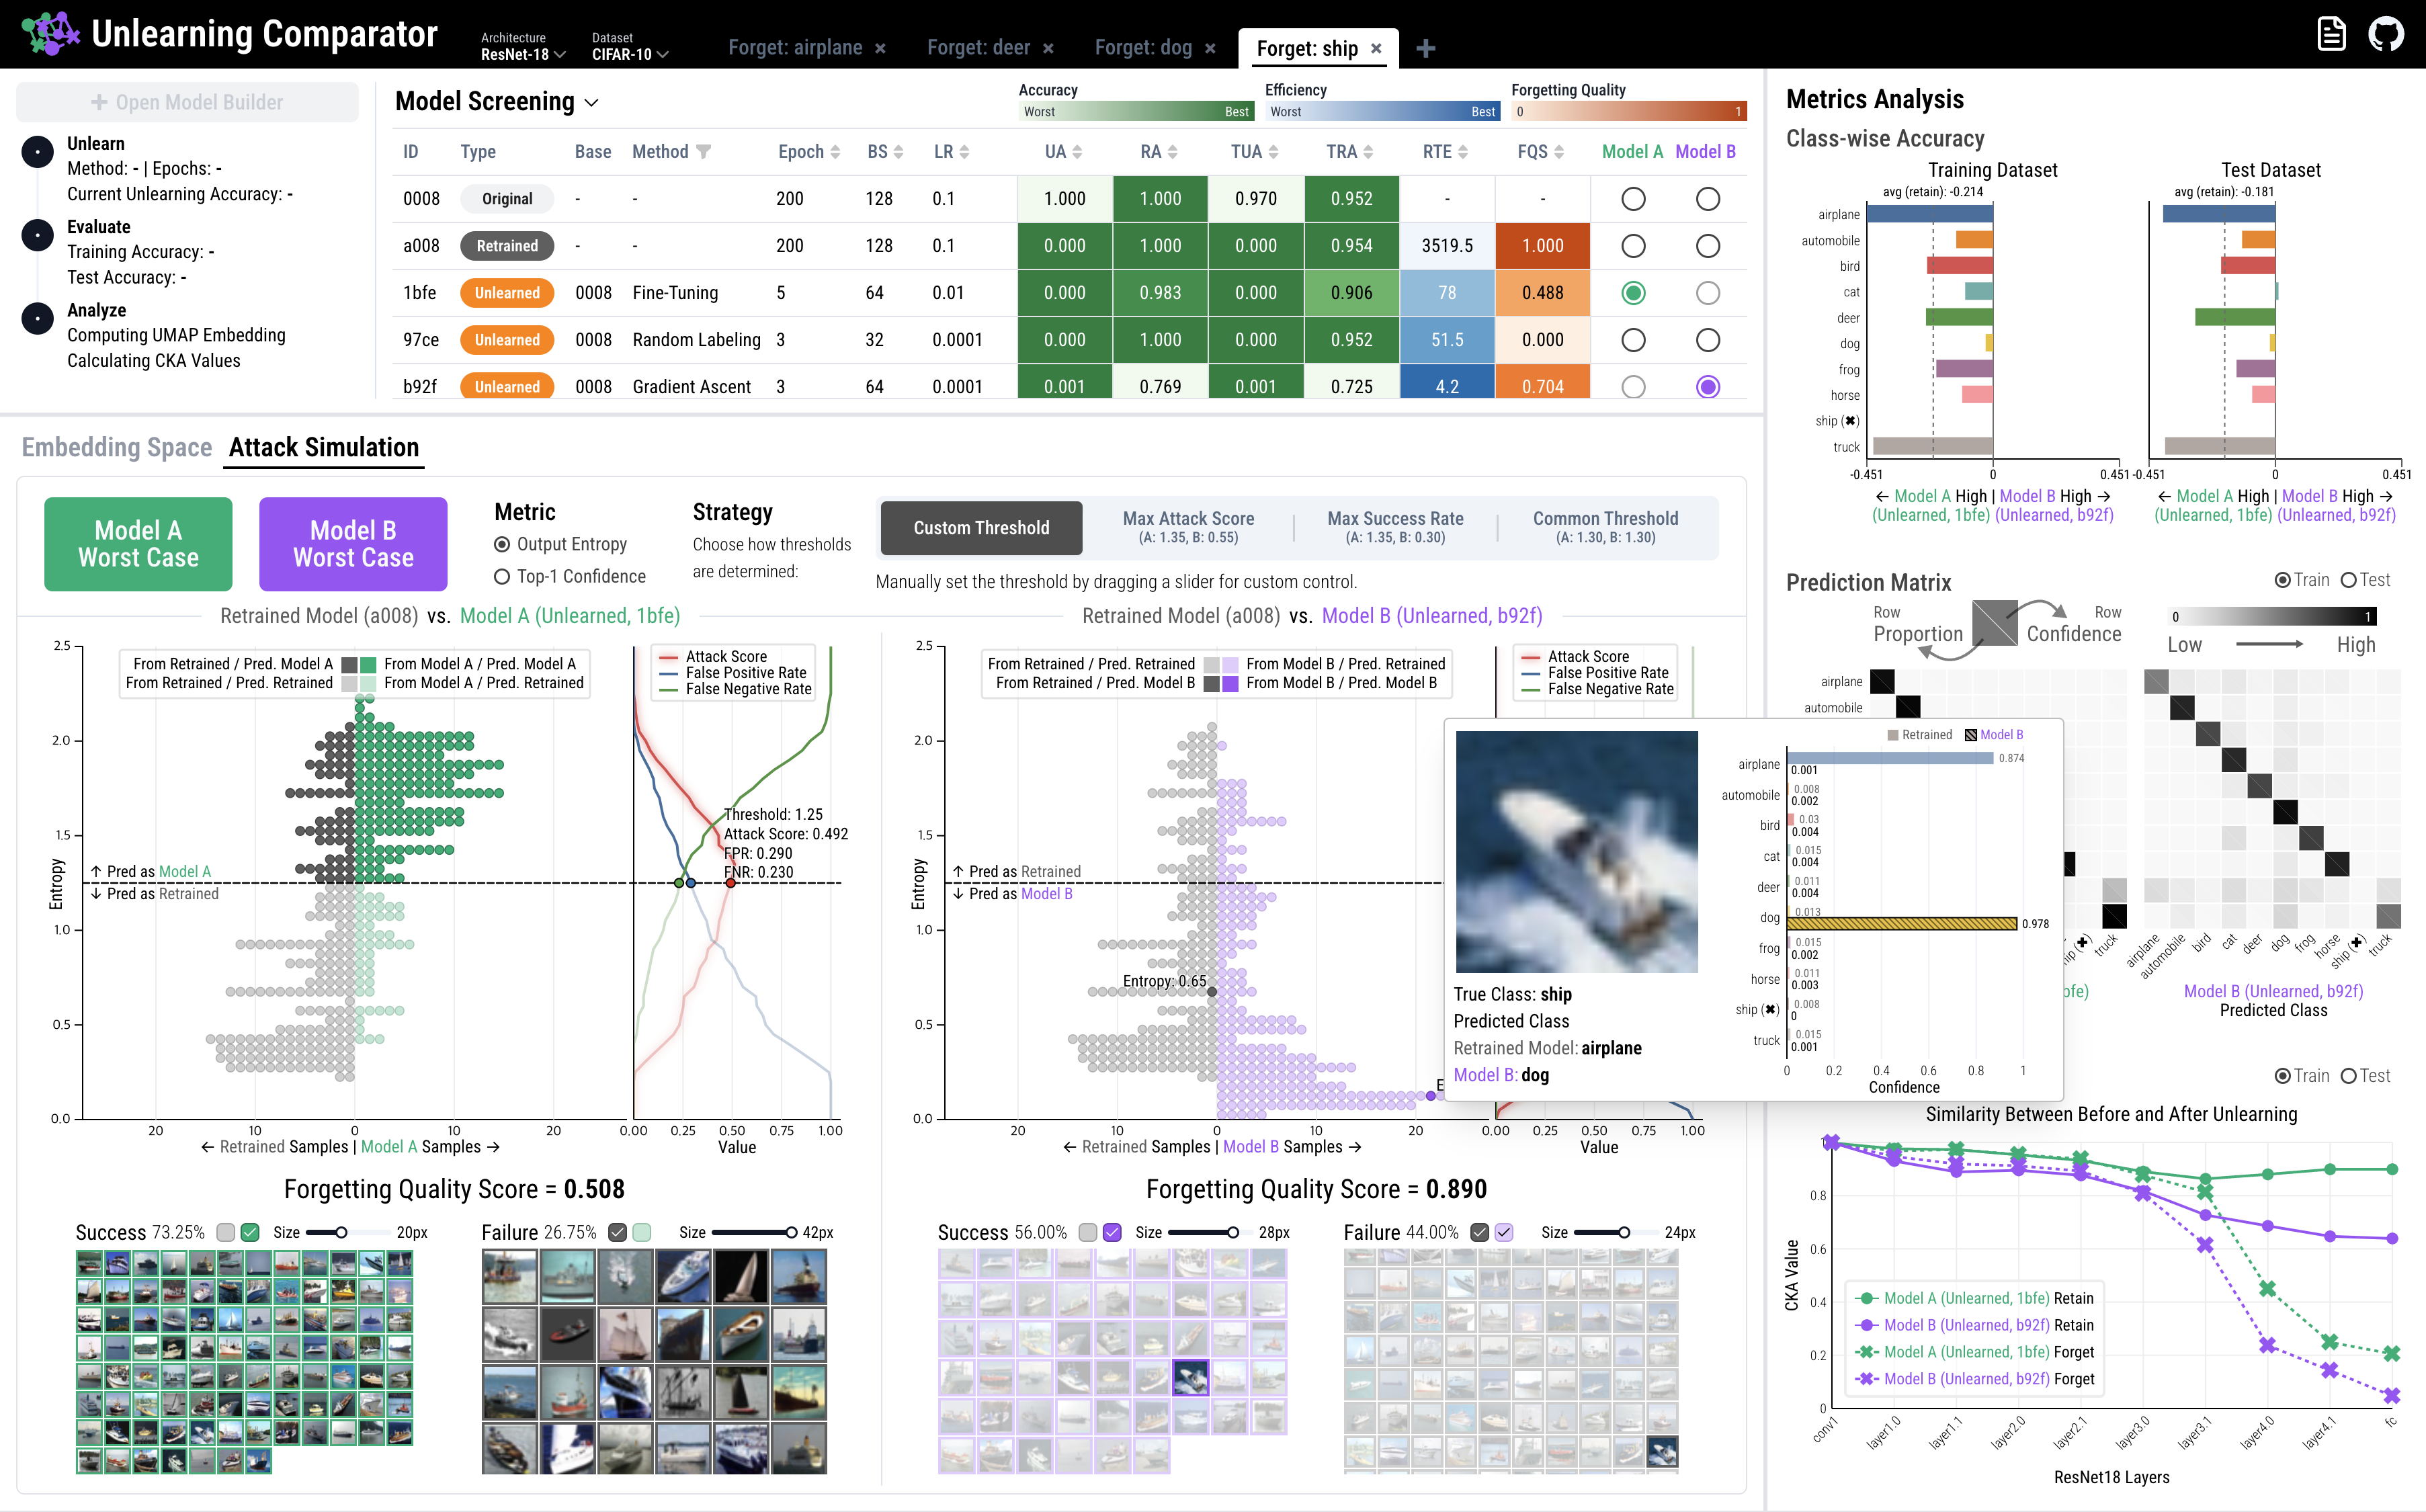 Unlearning Comparator
Architecture
ResNet-18
Dataset
CIFAR-10
Forget: airplane ×
Forget: deer ×
Forget: dog ×
Forget: ship ×
+ Open Model Builder
Unlearn
Method: - | Epochs: -
Current Unlearning Accuracy: -
Evaluate
Training Accuracy: -
Test Accuracy: -
Analyze
Computing UMAP Embedding
Calculating CKA Values
Model Screening
Accuracy
Worst Best
Efficiency
Worst Best
Forgetting Quality
0 1
ID Type Base Method Epoch BS LR UA RA TUA TRA RTE FQS Model A Model B
0008 Original - - 200 128 0.1 1.000 1.000 0.970 0.952 - -
a008 Retrained - - 200 128 0.1 0.000 1.000 0.000 0.954 3519.5 1.000
1bfe Unlearned 0008 Fine-Tuning 5 64 0.01 0.000 0.983 0.000 0.906 78 0.488
97ce Unlearned 0008 Random Labeling 3 32 0.0001 0.000 1.000 0.000 0.952 51.5 0.000
b92f Unlearned 0008 Gradient Ascent 3 64 0.0001 0.001 0.769 0.001 0.725 4.2 0.704
Embedding Space Attack Simulation
Model A
Worst Case
Model B
Worst Case
Metric
Output Entropy
Top-1 Confidence
Strategy
Choose how thresholds
are determined:
Custom Threshold
Max Attack Score
(A: 1.35, B: 0.55)
Max Success Rate
(A: 1.35, B: 0.30)
Common Threshold
(A: 1.30, B: 1.30)
Manually set the threshold by dragging a slider for custom control.
Retrained Model (a008) vs. Model A (Unlearned, 1bfe)
From Retrained / Pred. Model A From Model A / Pred. Model A
From Retrained / Pred. Retrained From Model A / Pred. Retrained
Attack Score
False Positive Rate
False Negative Rate
2.5
2.0
1.5
1.0
0.5
0.0
Entropy
Threshold: 1.25
Attack Score: 0.492
FPR: 0.290
FNR: 0.230
↑ Pred as Model A
↓ Pred as Retrained
20 10 0 10 20
← Retrained Samples | Model A Samples →
0.00 0.25 0.50 0.75 1.00
Value
Forgetting Quality Score = 0.508
Success 73.25% Size 20px
Failure 26.75% Size 42px
Retrained Model (a008) vs. Model B (Unlearned, b92f)
From Retrained / Pred. Retrained From Model B / Pred. Retrained
From Retrained / Pred. Model B From Model B / Pred. Model B
Attack Score
False Positive Rate
False Negative Rate
2.5
2.0
1.5
1.0
0.5
0.0
Entropy
↑ Pred as Retrained
↓ Pred as Model B
Entropy: 0.65
E
20 10 0 10 20
← Retrained Samples | Model B Samples →
0.00 0.25 0.50 0.75 1.00
Value
Forgetting Quality Score = 0.890
Success 56.00% Size 28px
Failure 44.00% Size 24px
True Class: ship
Predicted Class
Retrained Model: airplane
Model B: dog
Retrained Model B
airplane 0.874 0.001
automobile 0.008 0.002
bird 0.03 0.004
cat 0.015 0.004
deer 0.011 0.004
dog 0.013 0.978
frog 0.015 0.002
horse 0.011 0.003
ship (✖) 0.008 0
truck 0.015 0.001
0 0.2 0.4 0.6 0.8 1
Confidence
Metrics Analysis
Class-wise Accuracy
Training Dataset
avg (retain): -0.214
Test Dataset
avg (retain): -0.181
airplane
automobile
bird
cat
deer
dog
frog
horse
ship (✖)
truck
-0.451 0 0.451
-0.451 0 0.451
← Model A High | Model B High →
(Unlearned, 1bfe) (Unlearned, b92f)
← Model A High | Model B High →
(Unlearned, 1bfe) (Unlearned, b92f)
Prediction Matrix
Train Test
Row
Proportion
Row
Confidence
0 1
Low High
airplane
automobile
hip (✚) truck
airplane automobile bird cat deer dog frog horse ship (✚) truck
bfe)
Model B (Unlearned, b92f)
Predicted Class
Train Test
Similarity Between Before and After Unlearning
1
0.8
0.6
0.4
0.2
0
CKA Value
Model A (Unlearned, 1bfe) Retain
Model B (Unlearned, b92f) Retain
Model A (Unlearned, 1bfe) Forget
Model B (Unlearned, b92f) Forget
conv1 layer1.0 layer1.1 layer2.0 layer2.1 layer3.0 layer3.1 layer4.0 layer4.1 fc
ResNet18 Layers